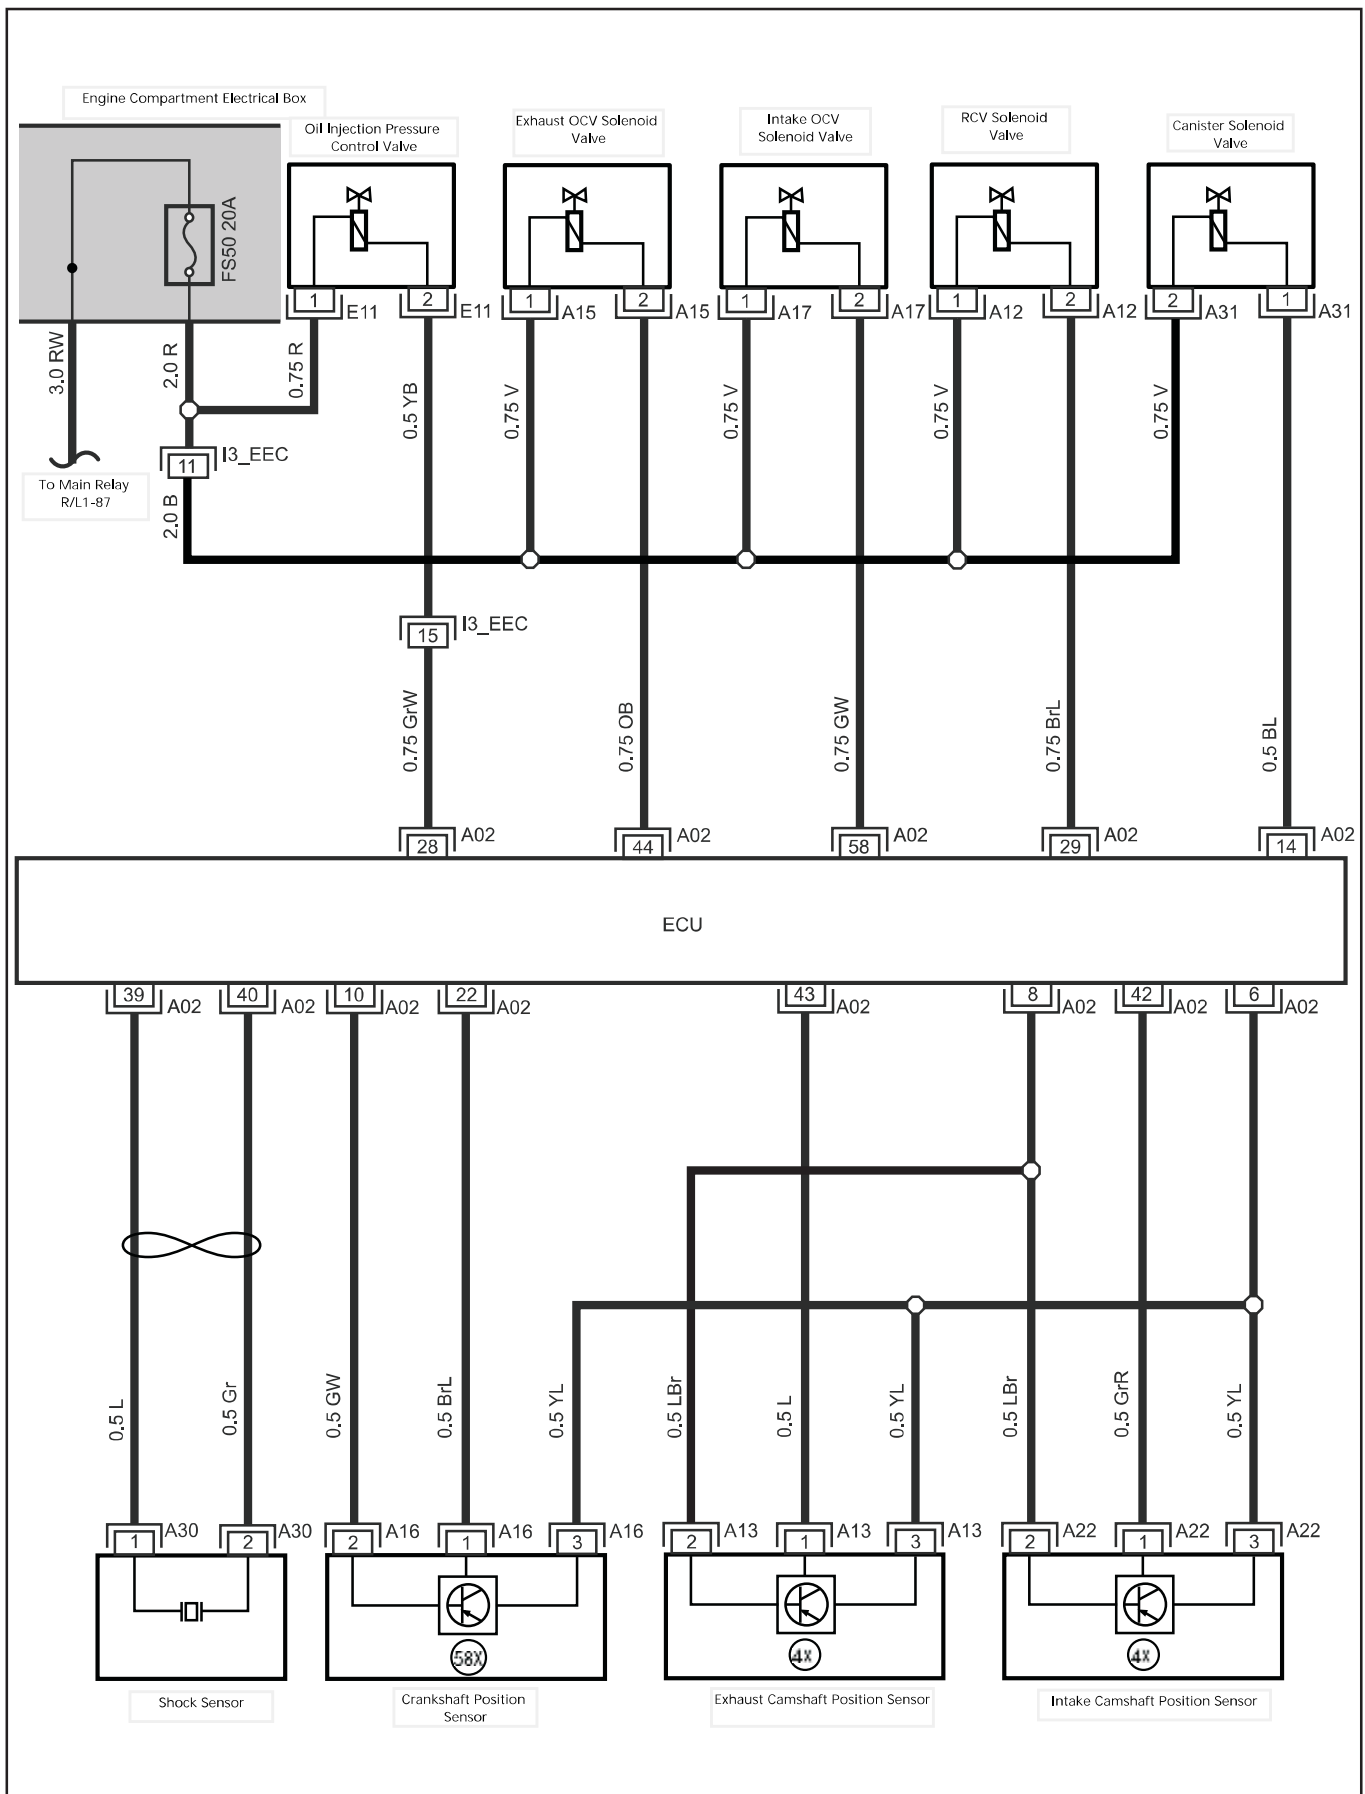 Engine Compartment Electrical Box
Oil Injection Pressure
Control Valve
Exhaust OCV Solenoid
Valve
Intake OCV
Solenoid Valve
RCV Solenoid
Valve
Canister Solenoid
Valve
FS50 20A
1 E11
2 E11
1 A15
2 A15
1 A17
2 A17
1 A12
2 A12
2 A31
1 A31
3.0 RW
2.0 R
0.75 R
0.5 YB
0.75 V
0.75 V
0.75 V
0.75 V
11 I3_EEC
To Main Relay
R/L1-87
2.0 B
15 I3_EEC
0.75 GrW
0.75 OB
0.75 GW
0.75 BrL
0.5 BL
28 A02
44 A02
58 A02
29 A02
14 A02
ECU
39 A02
40 A02
10 A02
22 A02
43 A02
8 A02
42 A02
6 A02
0.5 L
0.5 Gr
0.5 GW
0.5 BrL
0.5 YL
0.5 LBr
0.5 L
0.5 YL
0.5 LBr
0.5 GrR
0.5 YL
1 A30
2 A30
2 A16
1 A16
3 A16
2 A13
1 A13
3 A13
2 A22
1 A22
3 A22
58X
4X
4X
Shock Sensor
Crankshaft Position
Sensor
Exhaust Camshaft Position Sensor
Intake Camshaft Position Sensor